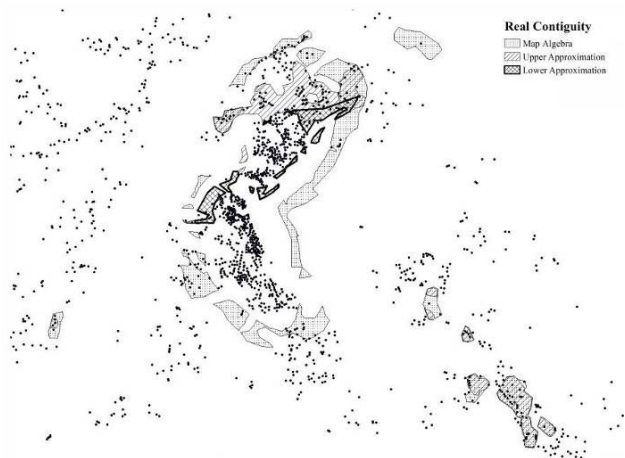 Real Contiguity
Map Algebra
Upper Approximation
Lower Approximation